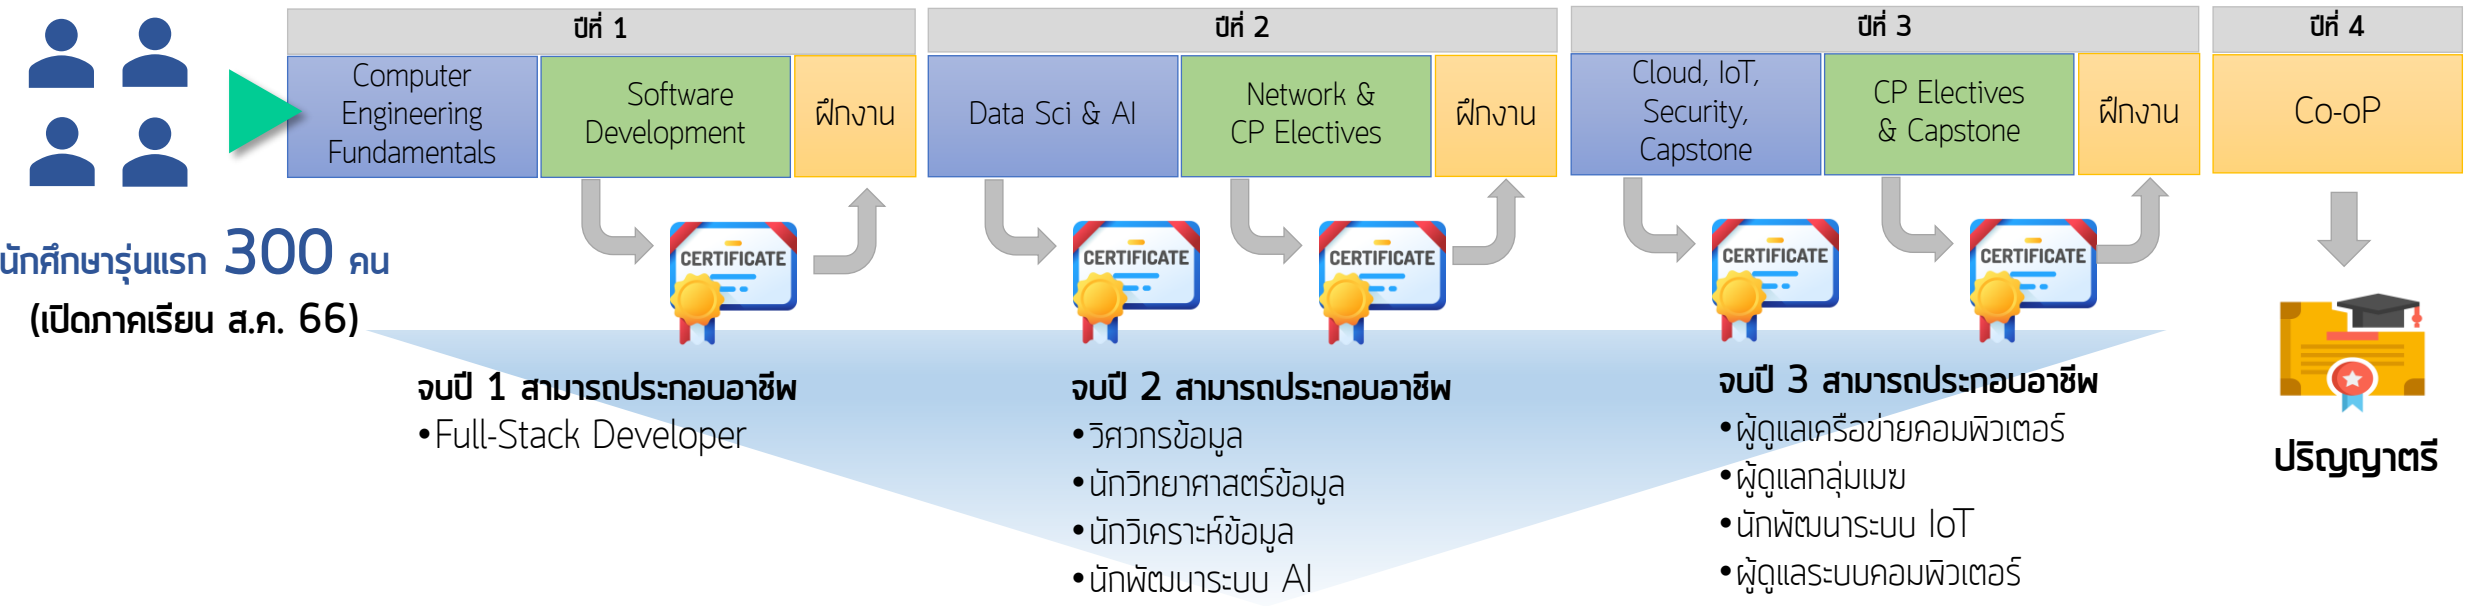 ปีที่ 1
Computer
Engineering
Fundamentals
Software
Development
ฝึกงาน
ปีที่ 2
Data Sci & AI
Network &
CP Electives
ฝึกงาน
ปีที่ 3
Cloud, IoT,
Security,
Capstone
CP Electives
& Capstone
ฝึกงาน
ปีที่ 4
Co-oP
นักศึกษารุ่นแรก 300 คน
(เปิดภาคเรียน ส.ค. 66)
CERTIFICATE
CERTIFICATE
CERTIFICATE
CERTIFICATE
CERTIFICATE
จบปี 1 สามารถประกอบอาชีพ
•Full-Stack Developer
จบปี 2 สามารถประกอบอาชีพ
•วิศวกรข้อมูล
•นักวิทยาศาสตร์ข้อมูล
•นักวิเคราะห์ข้อมูล
•นักพัฒนาระบบ AI
จบปี 3 สามารถประกอบอาชีพ
•ผู้ดูแลเครือข่ายคอมพิวเตอร์
•ผู้ดูแลกลุ่มเมฆ
•นักพัฒนาระบบ IoT
•ผู้ดูแลระบบคอมพิวเตอร์
ปริญญาตรี